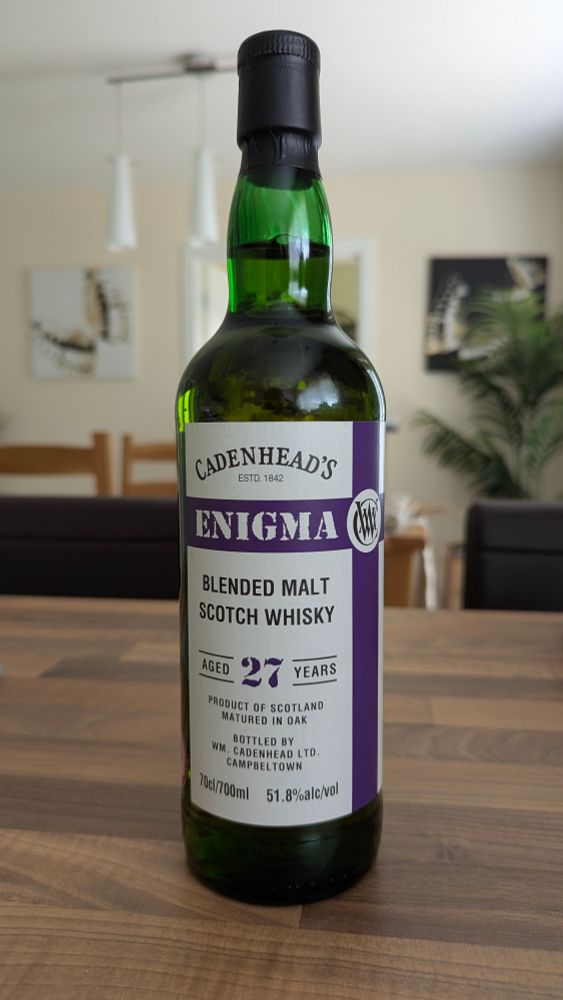 CADENHEAD'S
ESTD. 1842
ENIGMA
BLENDED MALT
SCOTCH WHISKY
AGED 27 YEARS
PRODUCT OF SCOTLAND
MATURED IN OAK
BOTTLED BY
WM. CADENHEAD LTD.
CAMPBELTOWN
70cl/700ml 51.8%alc/vol